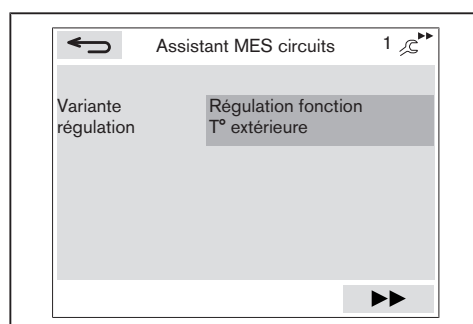 Assistant MES circuits 1
Variante
régulation
Régulation fonction
T° extérieure